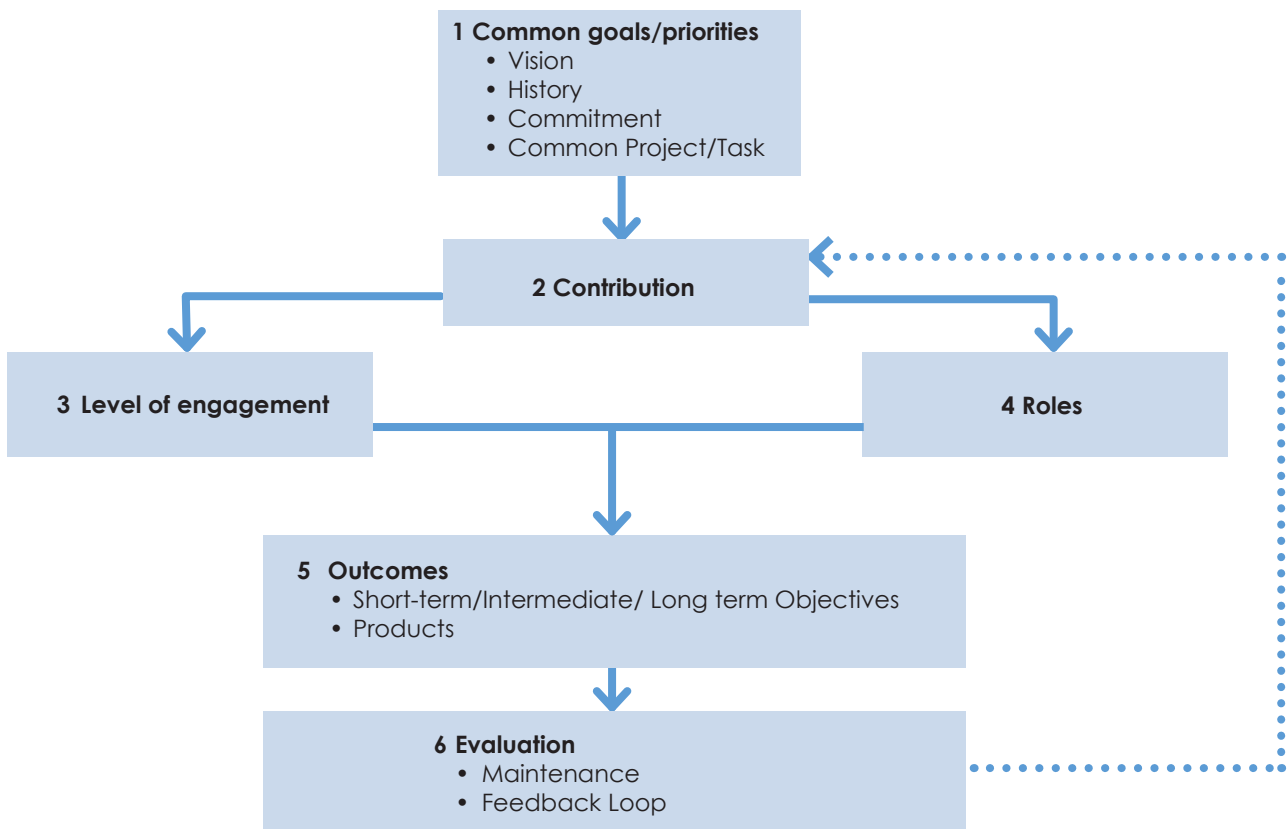 1 Common goals/priorities
• Vision
• History
• Commitment
• Common Project/Task
2 Contribution
3 Level of engagement
4 Roles
5 Outcomes
• Short-term/Intermediate/ Long term Objectives
• Products
6 Evaluation
• Maintenance
• Feedback Loop